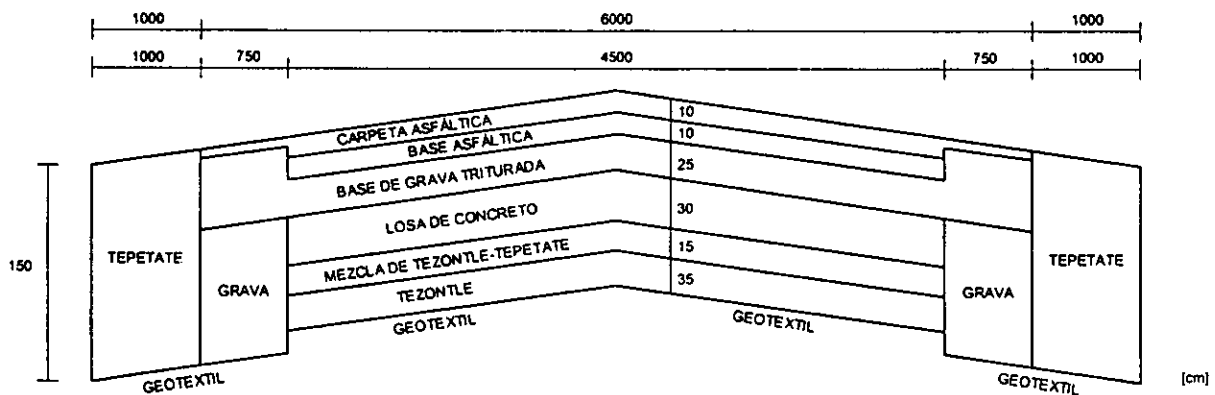 1000 6000 1000
1000 750 4500 750 1000
CARPETA ASFÁLTICA 10
BASE ASFÁLTICA 10
BASE DE GRAVA TRITURADA 25
LOSA DE CONCRETO 30
MEZCLA DE TEZONTLE-TEPETATE 15
TEZONTLE 35
150 TEPETATE GRAVA GRAVA TEPETATE
GEOTEXTIL GEOTEXTIL
GEOTEXTIL GEOTEXTIL [cm]